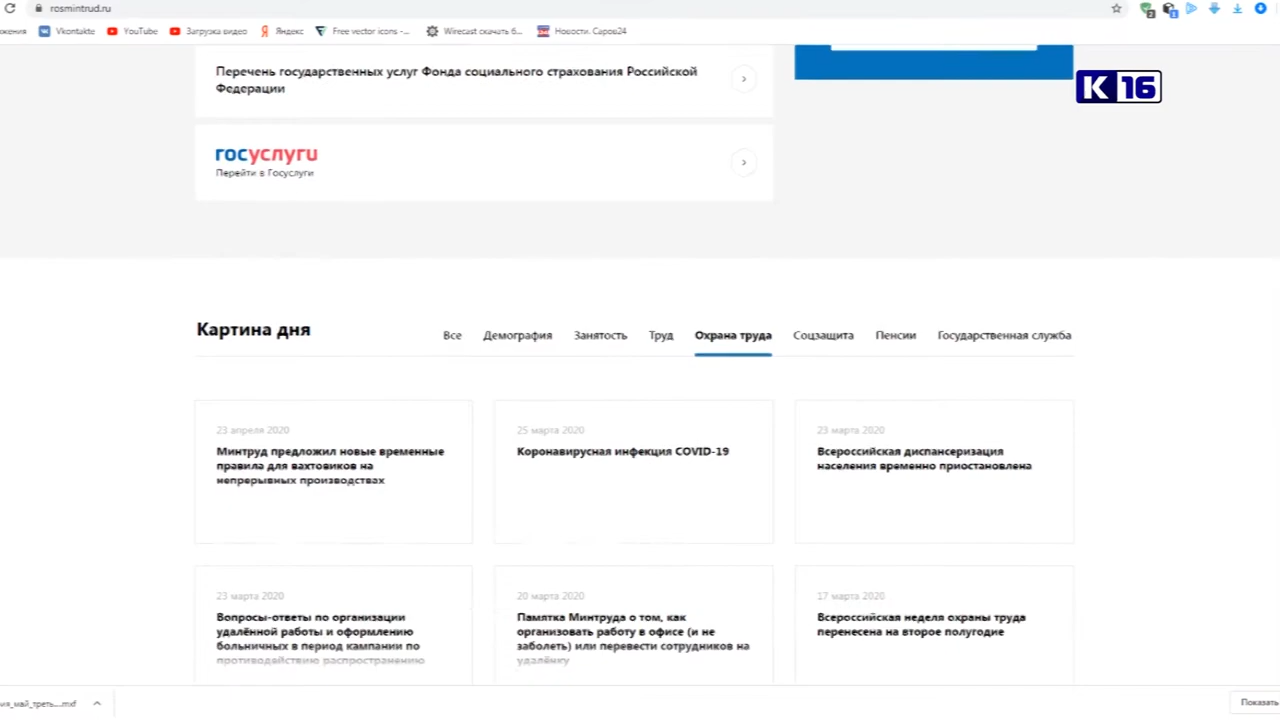 rosmintrud.ru
Vkontakte YouTube Загрузка видео Яндекс Free vector icons -... Wirecast скачать б... Новости. Саров24
Перечень государственных услуг Фонда социального страхования Российской
Федерации
К 16
госуслуги
Перейти в Госуслуги
Картина дня
Все Демография Занятость Труд Охрана труда Соцзащита Пенсии Государственная служба
23 апреля 2020
Минтруд предложил новые временные
правила для вахтовиков на
непрерывных производствах
25 марта 2020
Коронавирусная инфекция COVID-19
23 марта 2020
Всероссийская диспансеризация
населения временно приостановлена
23 марта 2020
Вопросы-ответы по организации
удалённой работы и оформлению
больничных в период кампании по
противодействию распространению
20 марта 2020
Памятка Минтруда о том, как
организовать работу в офисе (и не
заболеть) или перевести сотрудников на
удалёнку
17 марта 2020
Всероссийская неделя охраны труда
перенесена на второе полугодие
Показать